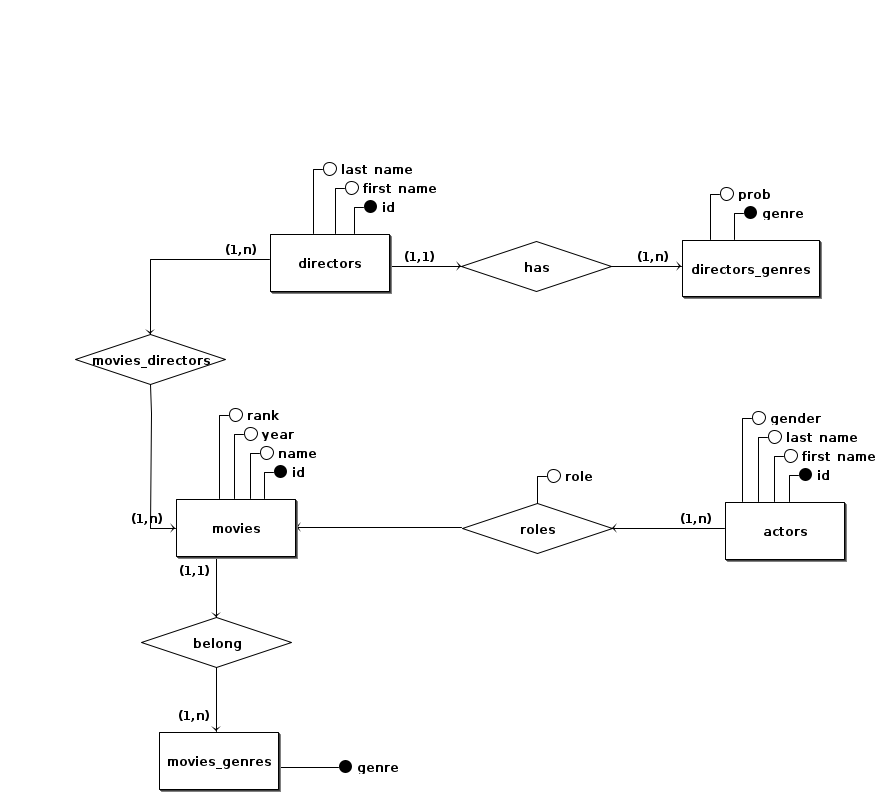 last name
first name
id
prob
genre
(1,n)
directors
(1,1)
has
(1,n)
directors_genres
movies_directors
rank
year
name
id
gender
last name
first name
id
role
(1,n)
movies
roles
(1,n)
actors
(1,1)
belong
(1,n)
movies_genres
genre